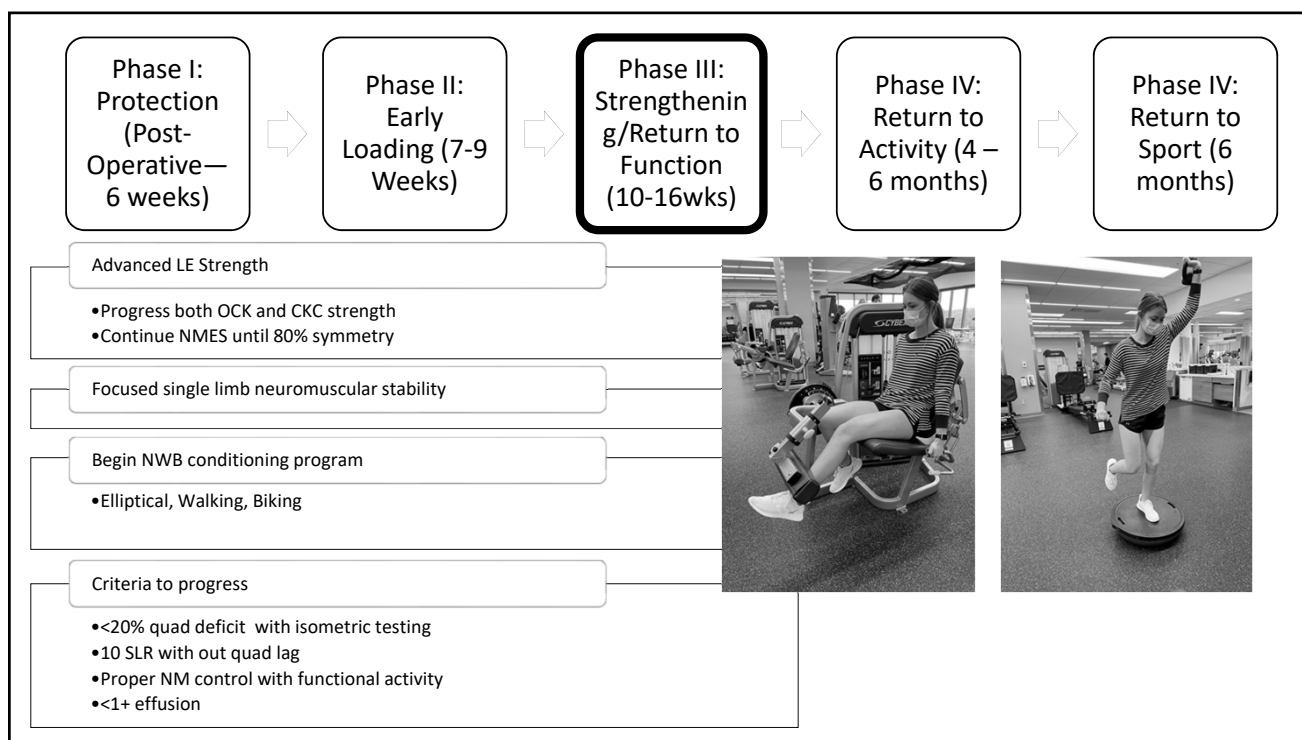 Phase I:
Protection
(Post-
Operative—
6 weeks)
Phase II:
Early
Loading (7-9
Weeks)
Phase III:
Strengthenin
g/Return to
Function
(10-16wks)
Phase IV:
Return to
Activity (4 –
6 months)
Phase IV:
Return to
Sport (6
months)
Advanced LE Strength
•Progress both OCK and CKC strength
•Continue NMES until 80% symmetry
Focused single limb neuromuscular stability
Begin NWB conditioning program
•Elliptical, Walking, Biking
Criteria to progress
•<20% quad deficit with isometric testing
•10 SLR with out quad lag
•Proper NM control with functional activity
•<1+ effusion
CYBEX